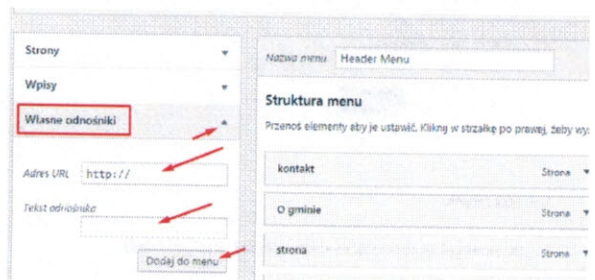 Strony
Wpisy
Własne odnośniki
Adres URL http://
Tekst odnośnika
Dodaj do menu
Nazwa menu Header Menu
Struktura menu
Przenoś elementy aby je ustawić. Kliknij w strzałkę po prawej, żeby wy
kontakt Strona
O gminie Strona
strona Strona